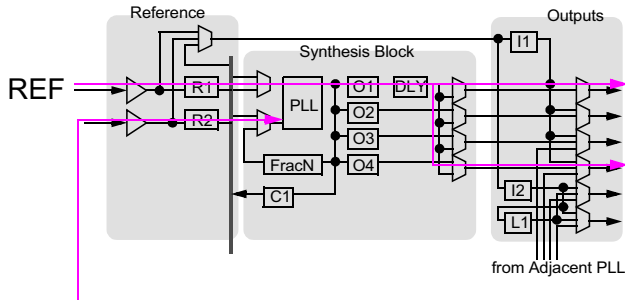 Reference
Outputs
Synthesis Block
I1
REF
R1
PLL
O1
DLY
R2
O2
O3
FracN
O4
C1
I2
L1
from Adjacent PLL